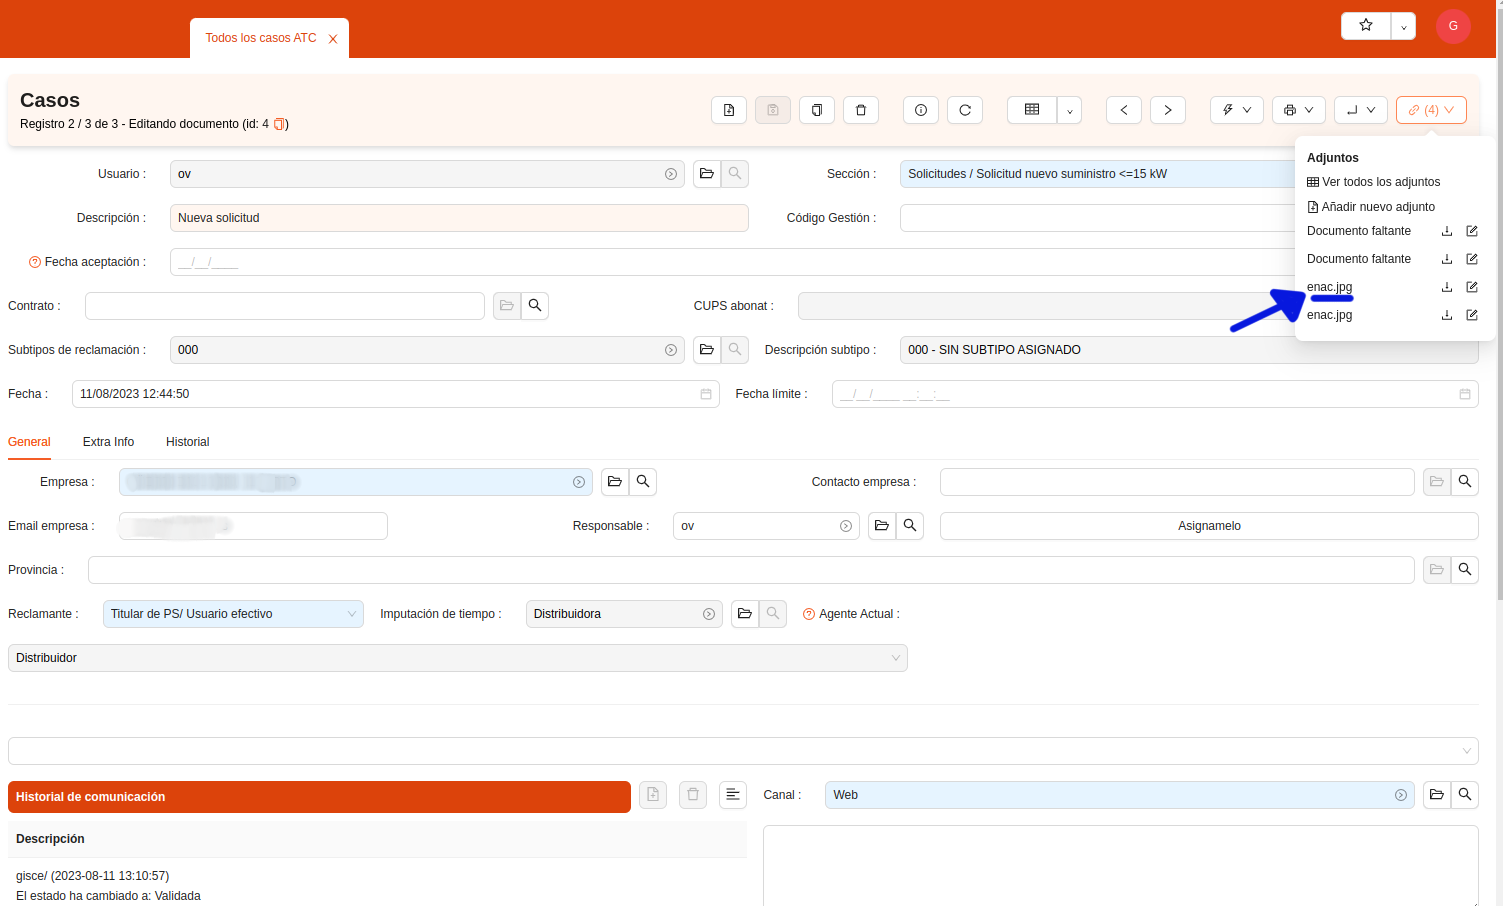 Todos los casos ATC
G
Casos
Registro 2 / 3 de 3 - Editando documento (id: 4 )
(4)
Adjuntos
Ver todos los adjuntos
Añadir nuevo adjunto
Documento faltante
Documento faltante
enac.jpg
enac.jpg
Usuario : ov
Sección : Solicitudes / Solicitud nuevo suministro <=15 kW
Descripción : Nueva solicitud
Código Gestión :
Fecha aceptación : __/__/____
Contrato :
CUPS abonat :
Subtipos de reclamación : 000
Descripción subtipo : 000 - SIN SUBTIPO ASIGNADO
Fecha : 11/08/2023 12:44:50
Fecha límite : __/__/____ __:__:__
General Extra Info Historial
Empresa :
Contacto empresa :
Email empresa :
Responsable : ov
Asignamelo
Provincia :
Reclamante : Titular de PS/ Usuario efectivo
Imputación de tiempo : Distribuidora
Agente Actual :
Distribuidor
Historial de comunicación
Canal : Web
Descripción
gisce/ (2023-08-11 13:10:57)
El estado ha cambiado a: Validada